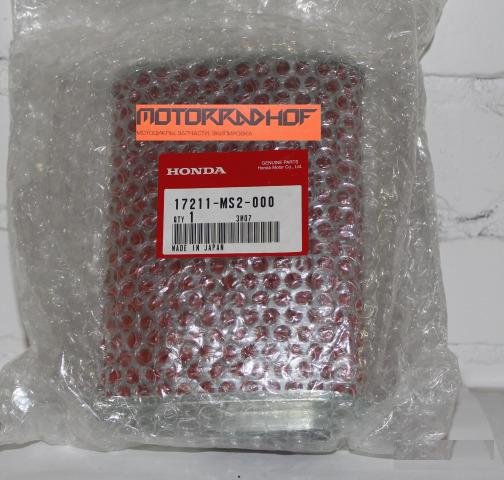 MOTORRADHOF
МОТОЦИКЛЫ, ЗАПЧАСТИ, ЭКИПИРОВКА
HONDA
GENUINE PARTS
Honda Motor Co., Ltd.
17211-MS2-000
QTY 1 3H07
MADE IN JAPAN